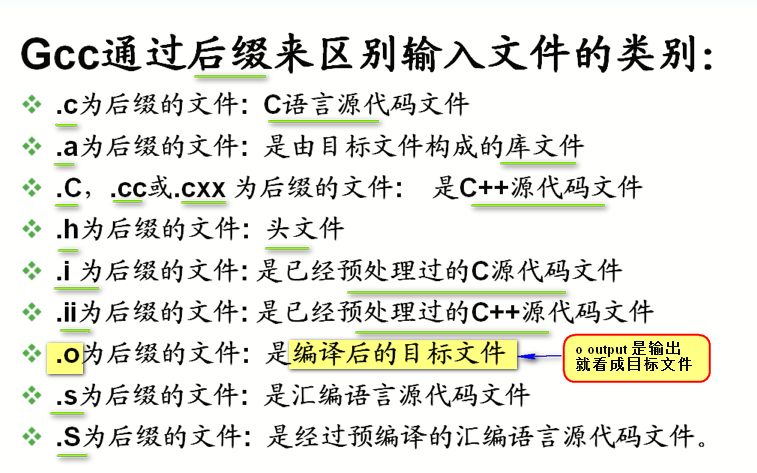 Gcc通过后缀来区别输入文件的类别:
.c为后缀的文件: C语言源代码文件
.a为后缀的文件: 是由目标文件构成的库文件
.C, .cc或.cxx 为后缀的文件: 是C++源代码文件
.h为后缀的文件: 头文件
.i 为后缀的文件: 是已经预处理过的C源代码文件
.ii为后缀的文件: 是已经预处理过的C++源代码文件
.o为后缀的文件: 是编译后的目标文件
o output 是输出
就看成目标文件
.s为后缀的文件: 是汇编语言源代码文件
.S为后缀的文件: 是经过预编译的汇编语言源代码文件。